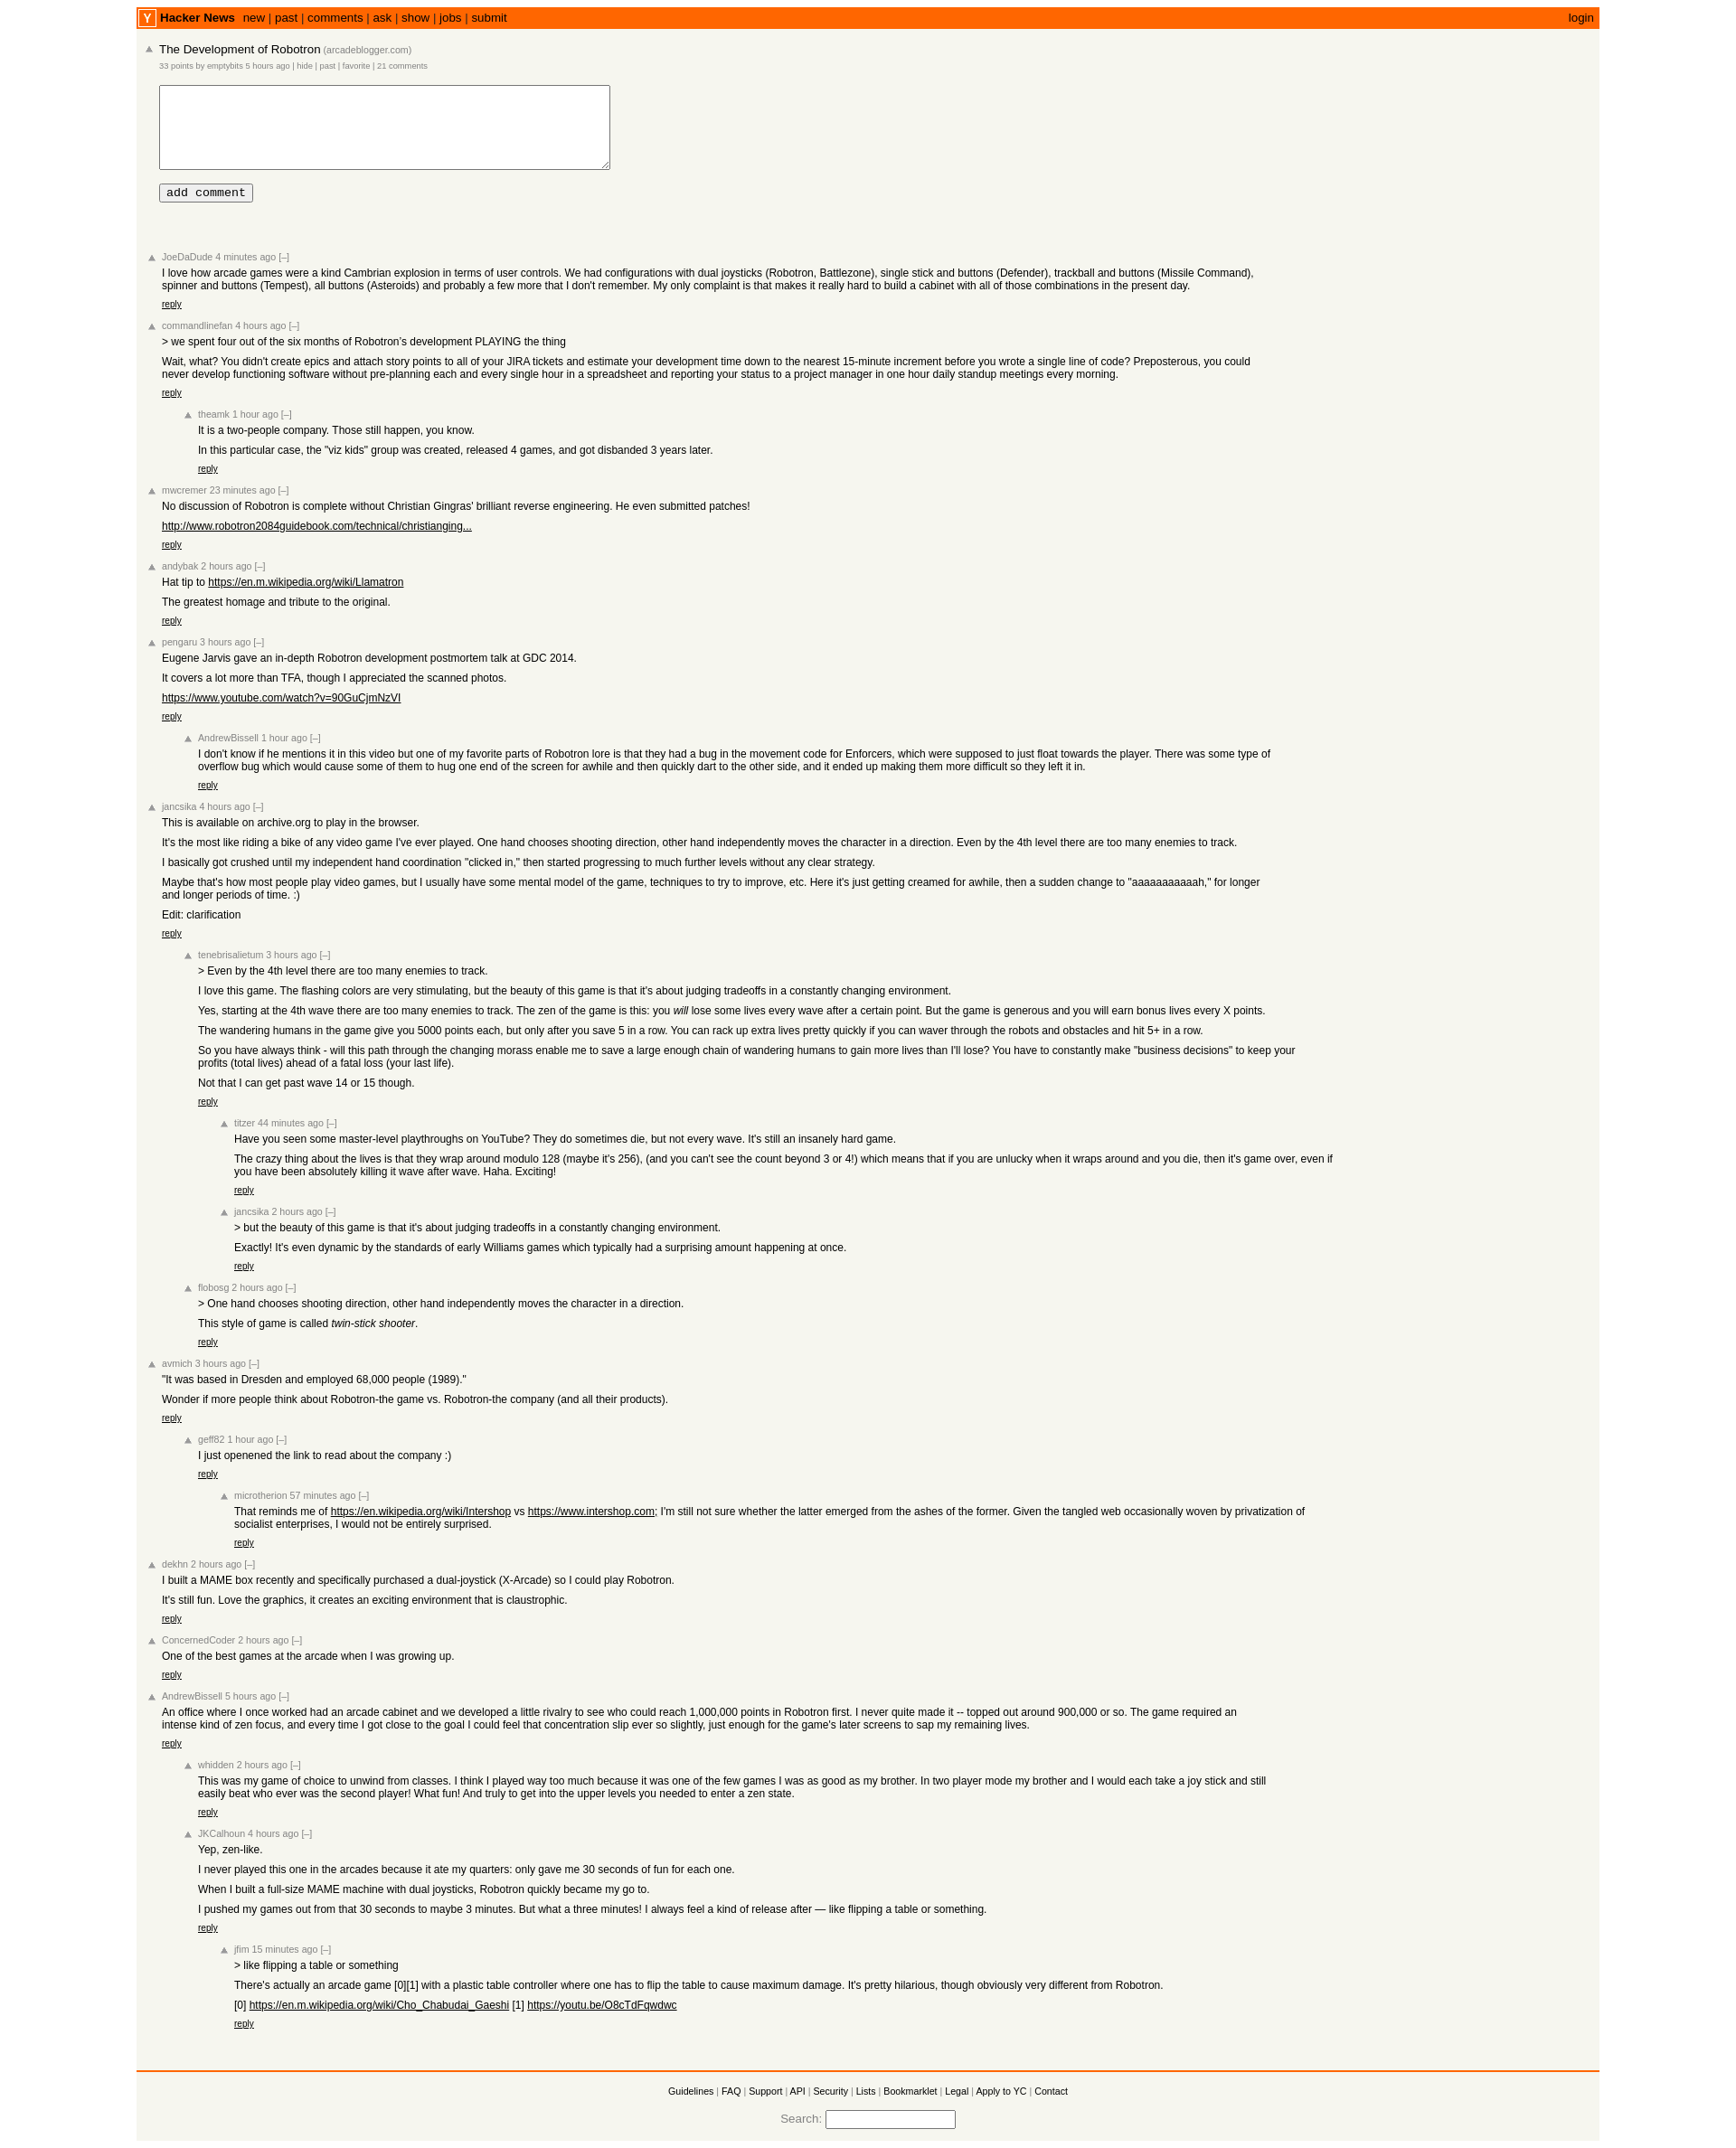 Y Hacker News new | past | comments | ask | show | jobs | submit login
The Development of Robotron (arcadeblogger.com)
33 points by emptybits 5 hours ago | hide | past | favorite | 21 comments
add comment
JoeDaDude 4 minutes ago [–]
I love how arcade games were a kind Cambrian explosion in terms of user controls. We had configurations with dual joysticks (Robotron, Battlezone), single stick and buttons (Defender), trackball and buttons (Missile Command),
spinner and buttons (Tempest), all buttons (Asteroids) and probably a few more that I don't remember. My only complaint is that makes it really hard to build a cabinet with all of those combinations in the present day.
reply
commandlinefan 4 hours ago [–]
> we spent four out of the six months of Robotron’s development PLAYING the thing
Wait, what? You didn't create epics and attach story points to all of your JIRA tickets and estimate your development time down to the nearest 15-minute increment before you wrote a single line of code? Preposterous, you could
never develop functioning software without pre-planning each and every single hour in a spreadsheet and reporting your status to a project manager in one hour daily standup meetings every morning.
reply
theamk 1 hour ago [–]
It is a two-people company. Those still happen, you know.
In this particular case, the "viz kids" group was created, released 4 games, and got disbanded 3 years later.
reply
mwcremer 23 minutes ago [–]
No discussion of Robotron is complete without Christian Gingras' brilliant reverse engineering. He even submitted patches!
http://www.robotron2084guidebook.com/technical/christianging...
reply
andybak 2 hours ago [–]
Hat tip to https://en.m.wikipedia.org/wiki/Llamatron
The greatest homage and tribute to the original.
reply
pengaru 3 hours ago [–]
Eugene Jarvis gave an in-depth Robotron development postmortem talk at GDC 2014.
It covers a lot more than TFA, though I appreciated the scanned photos.
https://www.youtube.com/watch?v=90GuCjmNzVI
reply
AndrewBissell 1 hour ago [–]
I don't know if he mentions it in this video but one of my favorite parts of Robotron lore is that they had a bug in the movement code for Enforcers, which were supposed to just float towards the player. There was some type of
overflow bug which would cause some of them to hug one end of the screen for awhile and then quickly dart to the other side, and it ended up making them more difficult so they left it in.
reply
jancsika 4 hours ago [–]
This is available on archive.org to play in the browser.
It's the most like riding a bike of any video game I've ever played. One hand chooses shooting direction, other hand independently moves the character in a direction. Even by the 4th level there are too many enemies to track.
I basically got crushed until my independent hand coordination "clicked in," then started progressing to much further levels without any clear strategy.
Maybe that's how most people play video games, but I usually have some mental model of the game, techniques to try to improve, etc. Here it's just getting creamed for awhile, then a sudden change to "aaaaaaaaaaah," for longer
and longer periods of time. :)
Edit: clarification
reply
tenebrisalietum 3 hours ago [–]
> Even by the 4th level there are too many enemies to track.
I love this game. The flashing colors are very stimulating, but the beauty of this game is that it's about judging tradeoffs in a constantly changing environment.
Yes, starting at the 4th wave there are too many enemies to track. The zen of the game is this: you will lose some lives every wave after a certain point. But the game is generous and you will earn bonus lives every X points.
The wandering humans in the game give you 5000 points each, but only after you save 5 in a row. You can rack up extra lives pretty quickly if you can waver through the robots and obstacles and hit 5+ in a row.
So you have always think - will this path through the changing morass enable me to save a large enough chain of wandering humans to gain more lives than I'll lose? You have to constantly make "business decisions" to keep your
profits (total lives) ahead of a fatal loss (your last life).
Not that I can get past wave 14 or 15 though.
reply
titzer 44 minutes ago [–]
Have you seen some master-level playthroughs on YouTube? They do sometimes die, but not every wave. It's still an insanely hard game.
The crazy thing about the lives is that they wrap around modulo 128 (maybe it's 256), (and you can't see the count beyond 3 or 4!) which means that if you are unlucky when it wraps around and you die, then it's game over, even if
you have been absolutely killing it wave after wave. Haha. Exciting!
reply
jancsika 2 hours ago [–]
> but the beauty of this game is that it's about judging tradeoffs in a constantly changing environment.
Exactly! It's even dynamic by the standards of early Williams games which typically had a surprising amount happening at once.
reply
flobosg 2 hours ago [–]
> One hand chooses shooting direction, other hand independently moves the character in a direction.
This style of game is called twin-stick shooter.
reply
avmich 3 hours ago [–]
"It was based in Dresden and employed 68,000 people (1989)."
Wonder if more people think about Robotron-the game vs. Robotron-the company (and all their products).
reply
geff82 1 hour ago [–]
I just openened the link to read about the company :)
reply
microtherion 57 minutes ago [–]
That reminds me of https://en.wikipedia.org/wiki/Intershop vs https://www.intershop.com; I'm still not sure whether the latter emerged from the ashes of the former. Given the tangled web occasionally woven by privatization of
socialist enterprises, I would not be entirely surprised.
reply
dekhn 2 hours ago [–]
I built a MAME box recently and specifically purchased a dual-joystick (X-Arcade) so I could play Robotron.
It's still fun. Love the graphics, it creates an exciting environment that is claustrophic.
reply
ConcernedCoder 2 hours ago [–]
One of the best games at the arcade when I was growing up.
reply
AndrewBissell 5 hours ago [–]
An office where I once worked had an arcade cabinet and we developed a little rivalry to see who could reach 1,000,000 points in Robotron first. I never quite made it -- topped out around 900,000 or so. The game required an
intense kind of zen focus, and every time I got close to the goal I could feel that concentration slip ever so slightly, just enough for the game's later screens to sap my remaining lives.
reply
whidden 2 hours ago [–]
This was my game of choice to unwind from classes. I think I played way too much because it was one of the few games I was as good as my brother. In two player mode my brother and I would each take a joy stick and still
easily beat who ever was the second player! What fun! And truly to get into the upper levels you needed to enter a zen state.
reply
JKCalhoun 4 hours ago [–]
Yep, zen-like.
I never played this one in the arcades because it ate my quarters: only gave me 30 seconds of fun for each one.
When I built a full-size MAME machine with dual joysticks, Robotron quickly became my go to.
I pushed my games out from that 30 seconds to maybe 3 minutes. But what a three minutes! I always feel a kind of release after — like flipping a table or something.
reply
jfim 15 minutes ago [–]
> like flipping a table or something
There's actually an arcade game [0][1] with a plastic table controller where one has to flip the table to cause maximum damage. It's pretty hilarious, though obviously very different from Robotron.
[0] https://en.m.wikipedia.org/wiki/Cho_Chabudai_Gaeshi [1] https://youtu.be/O8cTdFqwdwc
reply
Guidelines | FAQ | Support | API | Security | Lists | Bookmarklet | Legal | Apply to YC | Contact
Search: